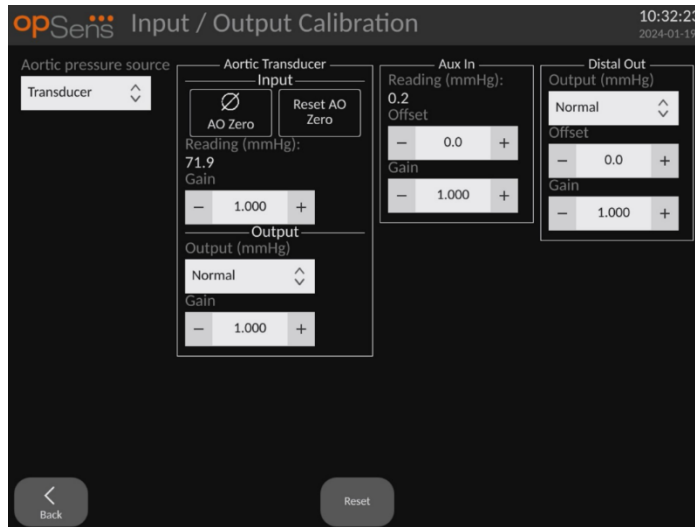 opSens Input / Output Calibration
10:32:23
2024-01-19
Aortic pressure source
Transducer
Aortic Transducer
Input
AO Zero
Reset AO
Zero
Reading (mmHg):
71.9
Gain
− 1.000 +
Output
Output (mmHg)
Normal
Gain
− 1.000 +
Aux In
Reading (mmHg):
0.2
Offset
− 0.0 +
Gain
− 1.000 +
Distal Out
Output (mmHg)
Normal
Offset
− 0.0 +
Gain
− 1.000 +
Back
Reset